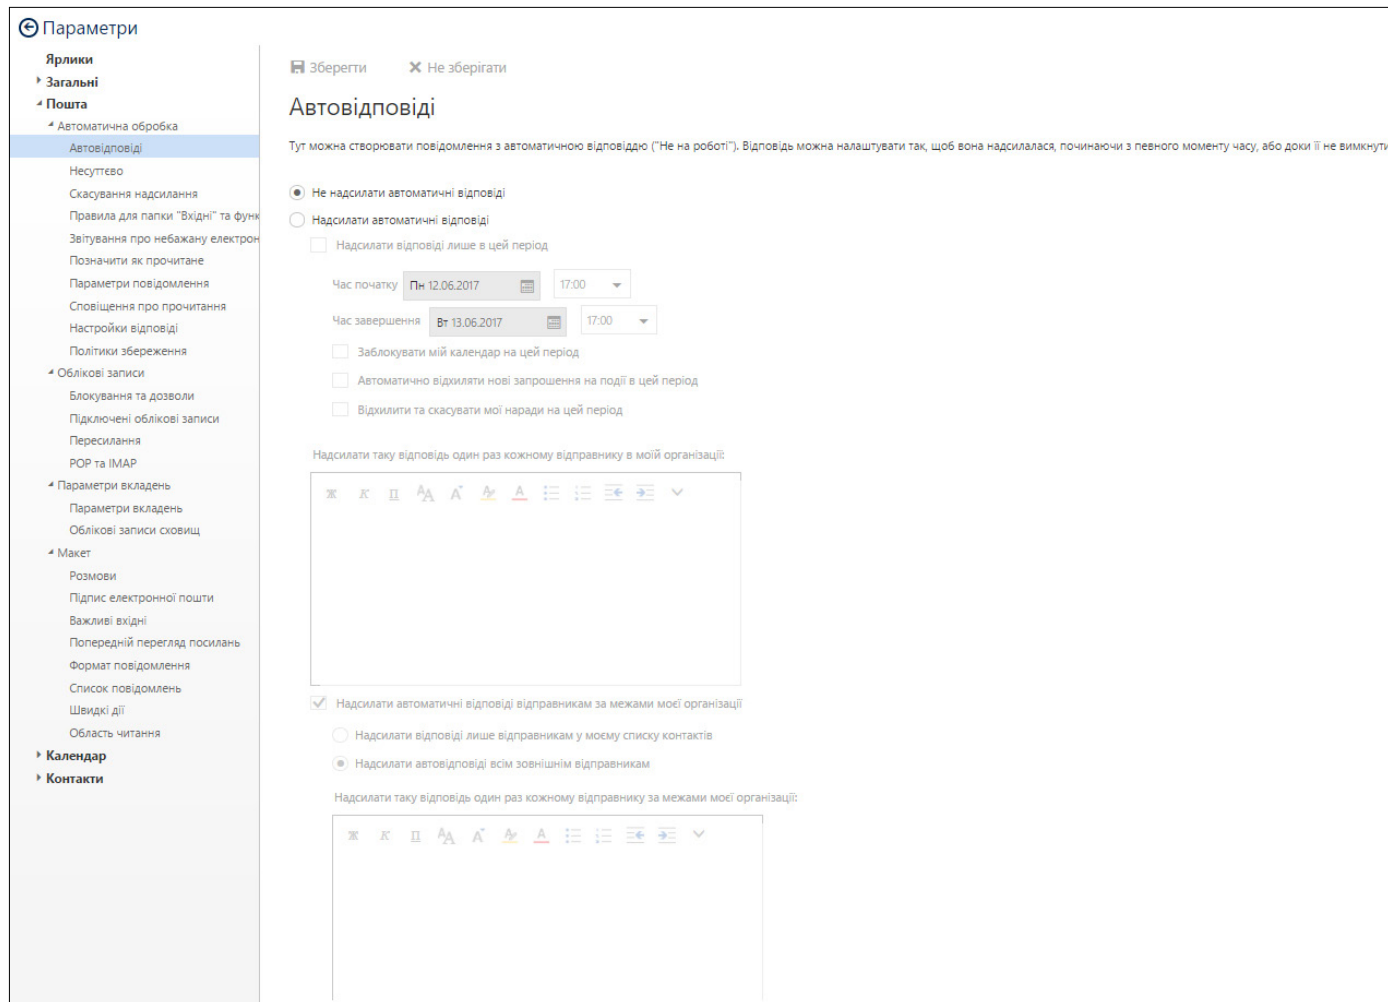 Параметри
Ярлики
Загальні
Пошта
Автоматична обробка
Автовідповіді
Несуттєво
Скасування надсилання
Правила для папки "Вхідні" та функ
Звітування про небажану електрон
Позначити як прочитане
Параметри повідомлення
Сповіщення про прочитання
Настройки відповіді
Політики збереження
Облікові записи
Блокування та дозволи
Підключені облікові записи
Пересилання
POP та IMAP
Параметри вкладень
Параметри вкладень
Облікові записи сховищ
Макет
Розмови
Підпис електронної пошти
Важливі вхідні
Попередній перегляд посилань
Формат повідомлення
Список повідомлень
Швидкі дії
Область читання
Календар
Контакти
Зберегти Не зберігати
Автовідповіді
Тут можна створювати повідомлення з автоматичною відповіддю ("Не на роботі"). Відповідь можна налаштувати так, щоб вона надсилалася, починаючи з певного моменту часу, або доки її не вимкнути
Не надсилати автоматичні відповіді
Надсилати автоматичні відповіді
Надсилати відповіді лише в цей період
Час початку Пн 12.06.2017 17:00
Час завершення Вт 13.06.2017 17:00
Заблокувати мій календар на цей період
Автоматично відхиляти нові запрошення на події в цей період
Відхилити та скасувати мої наради на цей період
Надсилати таку відповідь один раз кожному відправнику в моїй організації:
Ж К П АА А А А
Надсилати автоматичні відповіді відправникам за межами моєї організації
Надсилати відповіді лише відправникам у моєму списку контактів
Надсилати автовідповіді всім зовнішнім відправникам
Надсилати таку відповідь один раз кожному відправнику за межами моєї організації:
Ж К П АА А А А